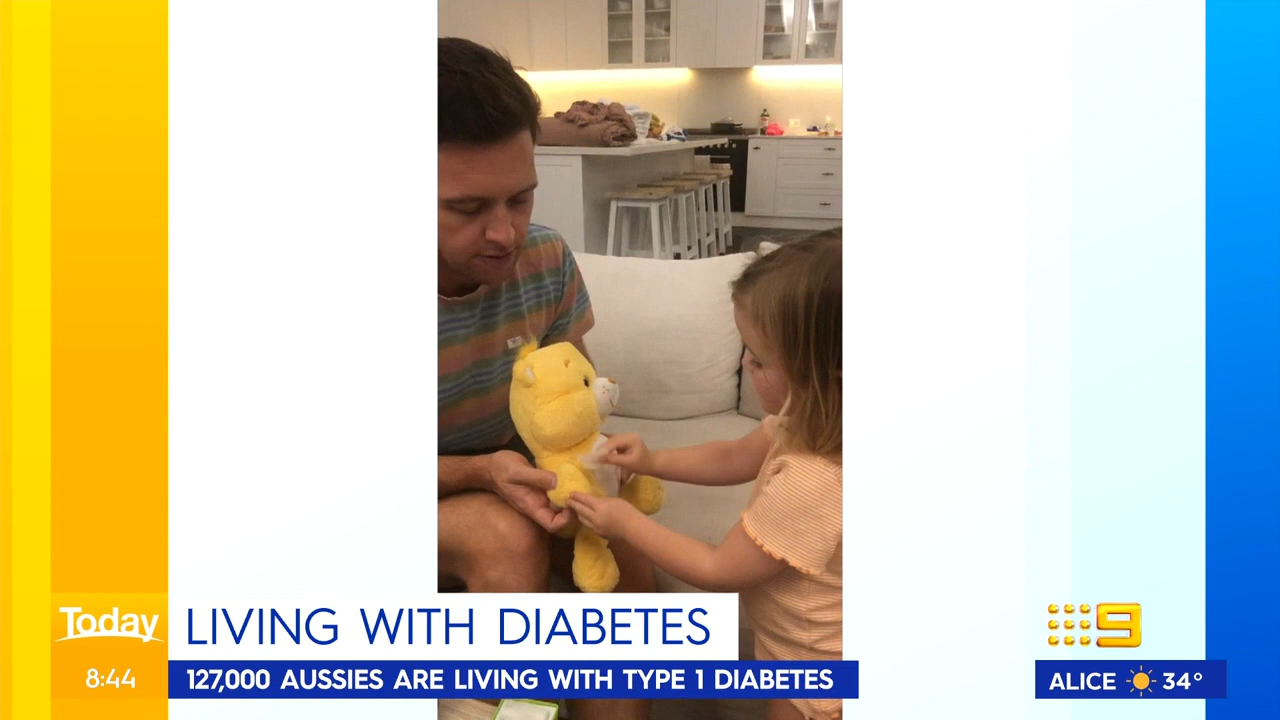 Today
LIVING WITH DIABETES
8:44
127,000 AUSSIES ARE LIVING WITH TYPE 1 DIABETES
9
ALICE 34°